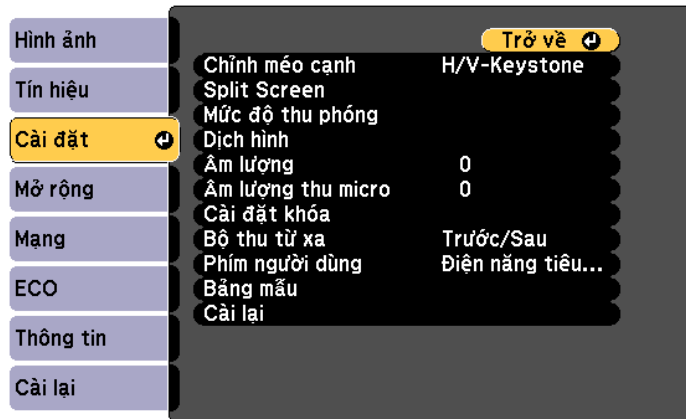 Hình ảnh
Tín hiệu
Cài đặt
Mở rộng
Mạng
ECO
Thông tin
Cài lại
Trở về
Chỉnh méo cạnh H/V-Keystone
Split Screen
Mức độ thu phóng
Dịch hình
Âm lượng 0
Âm lượng thu micro 0
Cài đặt khóa
Bộ thu từ xa Trước/Sau
Phím người dùng Điện năng tiêu...
Bảng mẫu
Cài lại